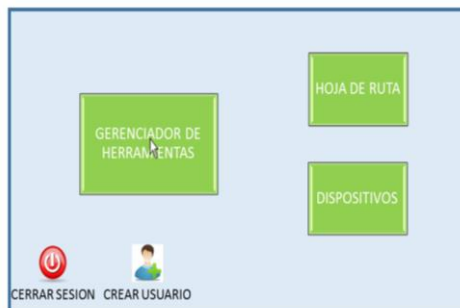 HOJA DE RUTA
GERENCIADOR DE
HERRAMIENTAS
DISPOSITIVOS
CERRAR SESION
CREAR USUARIO